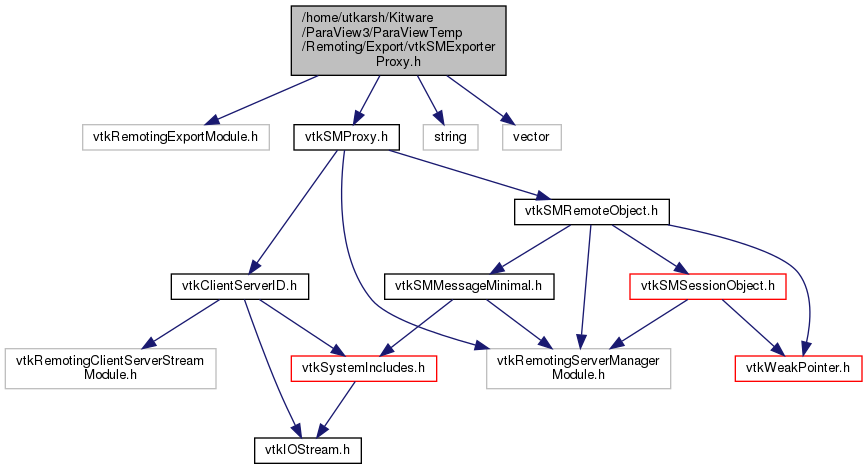 /home/utkarsh/Kitware
/ParaView3/ParaViewTemp
/Remoting/Export/vtkSMExporter
Proxy.h
vtkRemotingExportModule.h
vtkSMProxy.h
string
vector
vtkSMRemoteObject.h
vtkClientServerID.h
vtkSMMessageMinimal.h
vtkSMSessionObject.h
vtkRemotingClientServerStream
Module.h
vtkSystemIncludes.h
vtkRemotingServerManager
Module.h
vtkWeakPointer.h
vtkIOStream.h